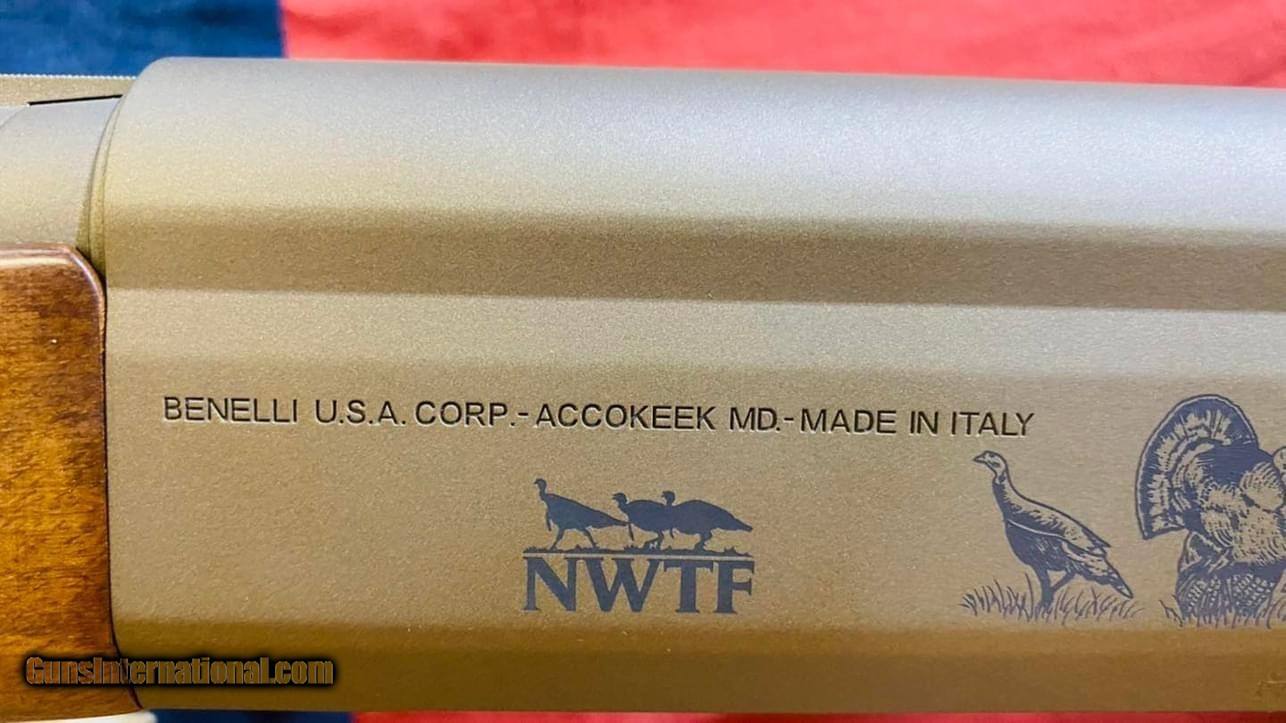 BENELLI U.S.A. CORP.-ACCOKEEK MD.-MADE IN ITALY
NWTF
GunsInternational.com